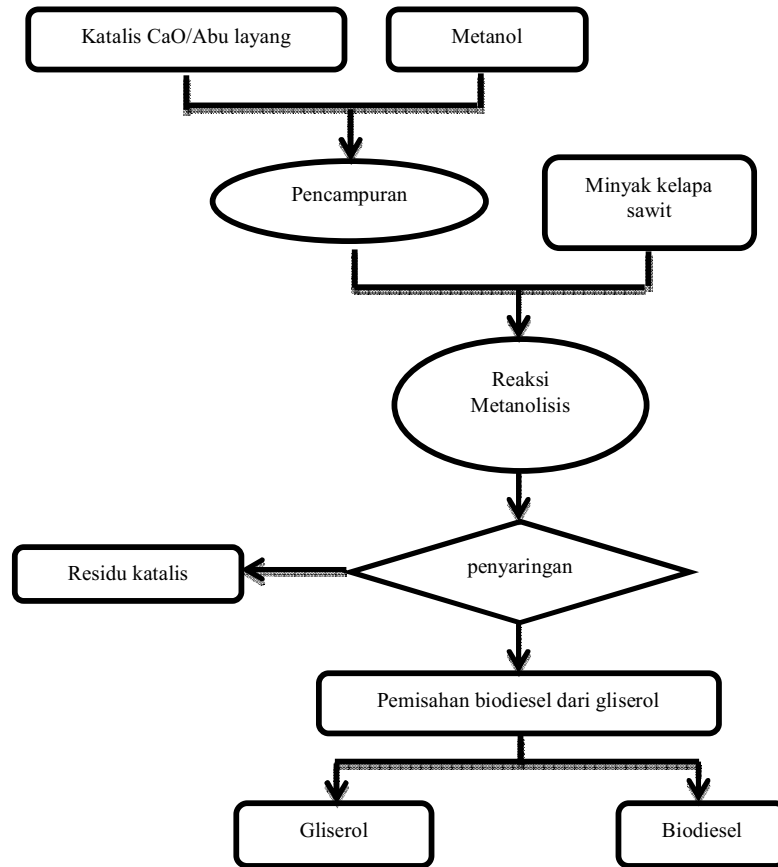 Katalis CaO/Abu layang
Metanol
Pencampuran
Minyak kelapa
sawit
Reaksi
Metanolisis
penyaringan
Residu katalis
Pemisahan biodiesel dari gliserol
Gliserol
Biodiesel